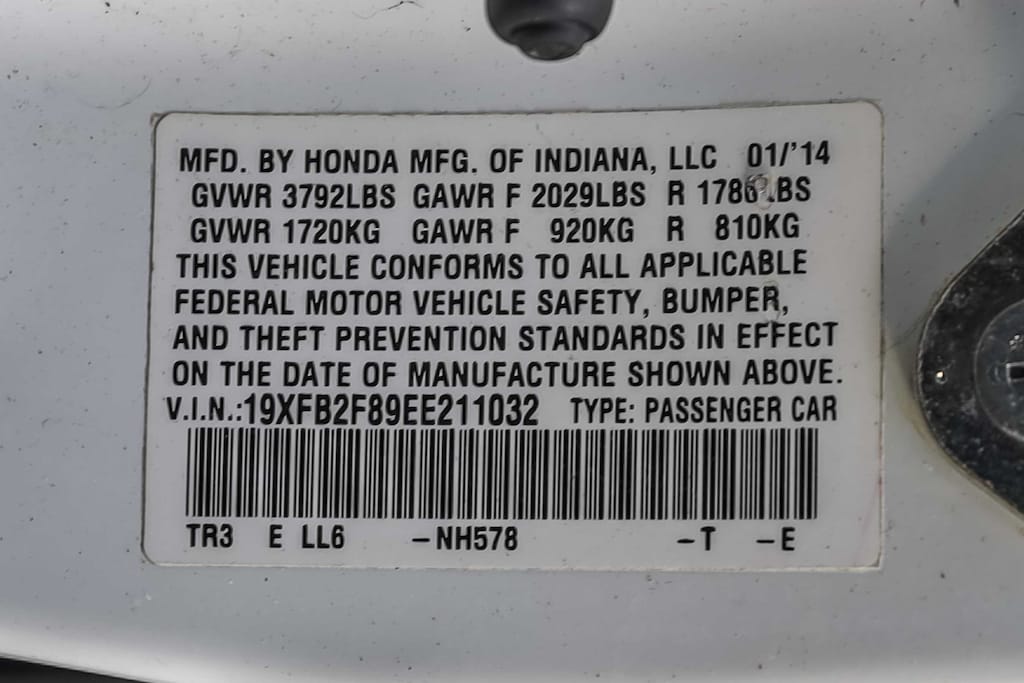 MFD. BY HONDA MFG. OF INDIANA, LLC 01/'14
GVWR 3792LBS GAWR F 2029LBS R 1786LBS
GVWR 1720KG GAWR F 920KG R 810KG
THIS VEHICLE CONFORMS TO ALL APPLICABLE
FEDERAL MOTOR VEHICLE SAFETY, BUMPER,
AND THEFT PREVENTION STANDARDS IN EFFECT
ON THE DATE OF MANUFACTURE SHOWN ABOVE.
V.I.N.:19XFB2F89EE211032 TYPE: PASSENGER CAR
TR3 E LL6 –NH578 –T –E